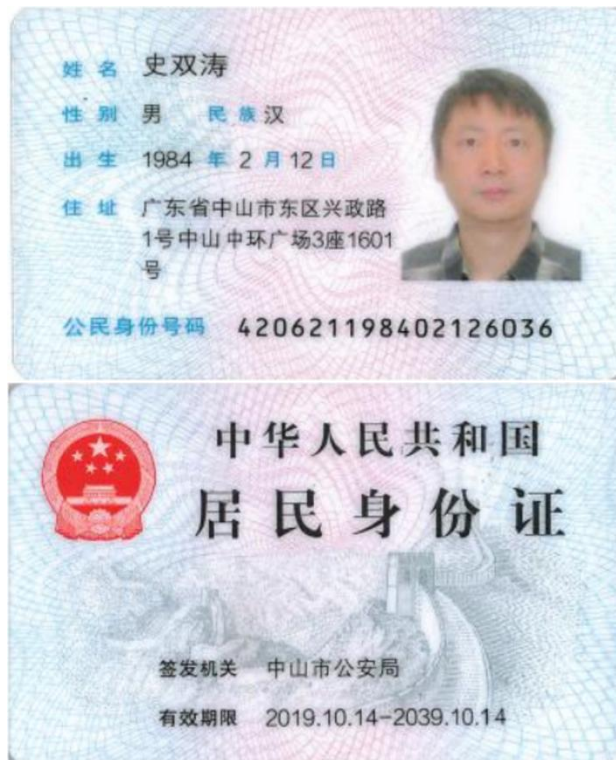 姓名 史双涛
性别 男 民族 汉
出生 1984 年 2 月 12 日
住址 广东省中山市东区兴政路
1号中山中环广场3座1601
号
公民身份号码 420621198402126036
中华人民共和国
居民身份证
签发机关 中山市公安局
有效期限 2019.10.14-2039.10.14